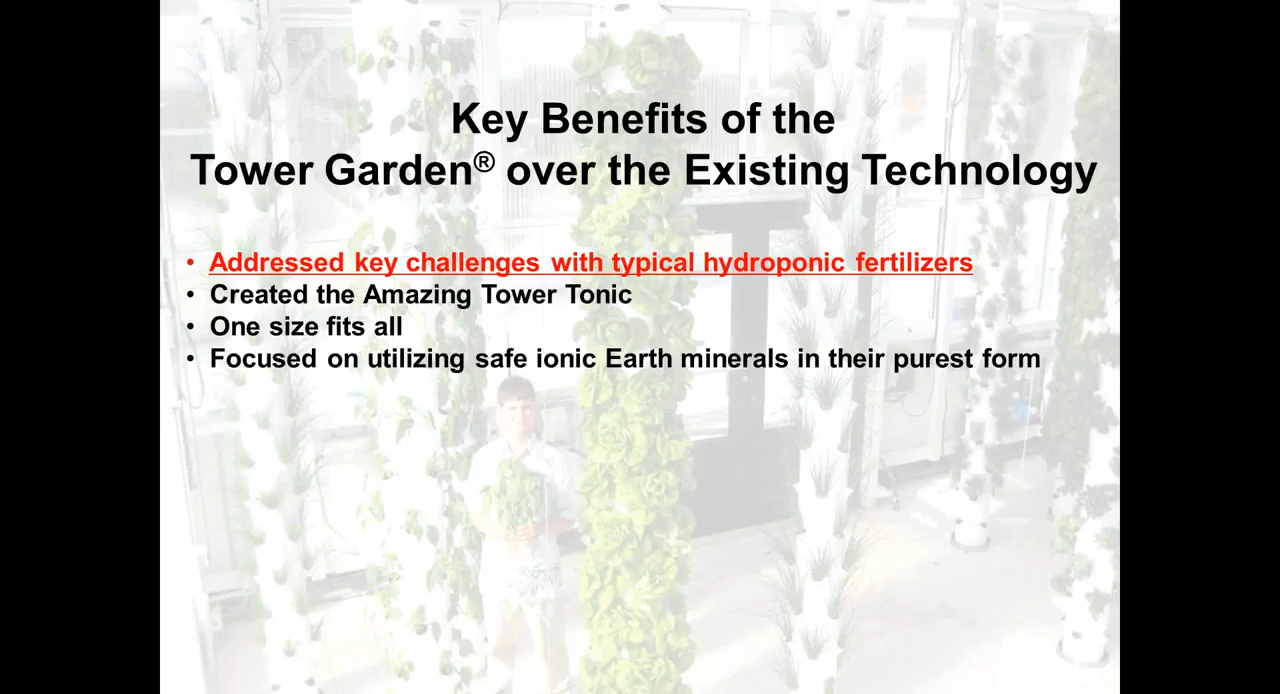 Key Benefits of the
Tower Garden® over the Existing Technology
• Addressed key challenges with typical hydroponic fertilizers
• Created the Amazing Tower Tonic
• One size fits all
• Focused on utilizing safe ionic Earth minerals in their purest form